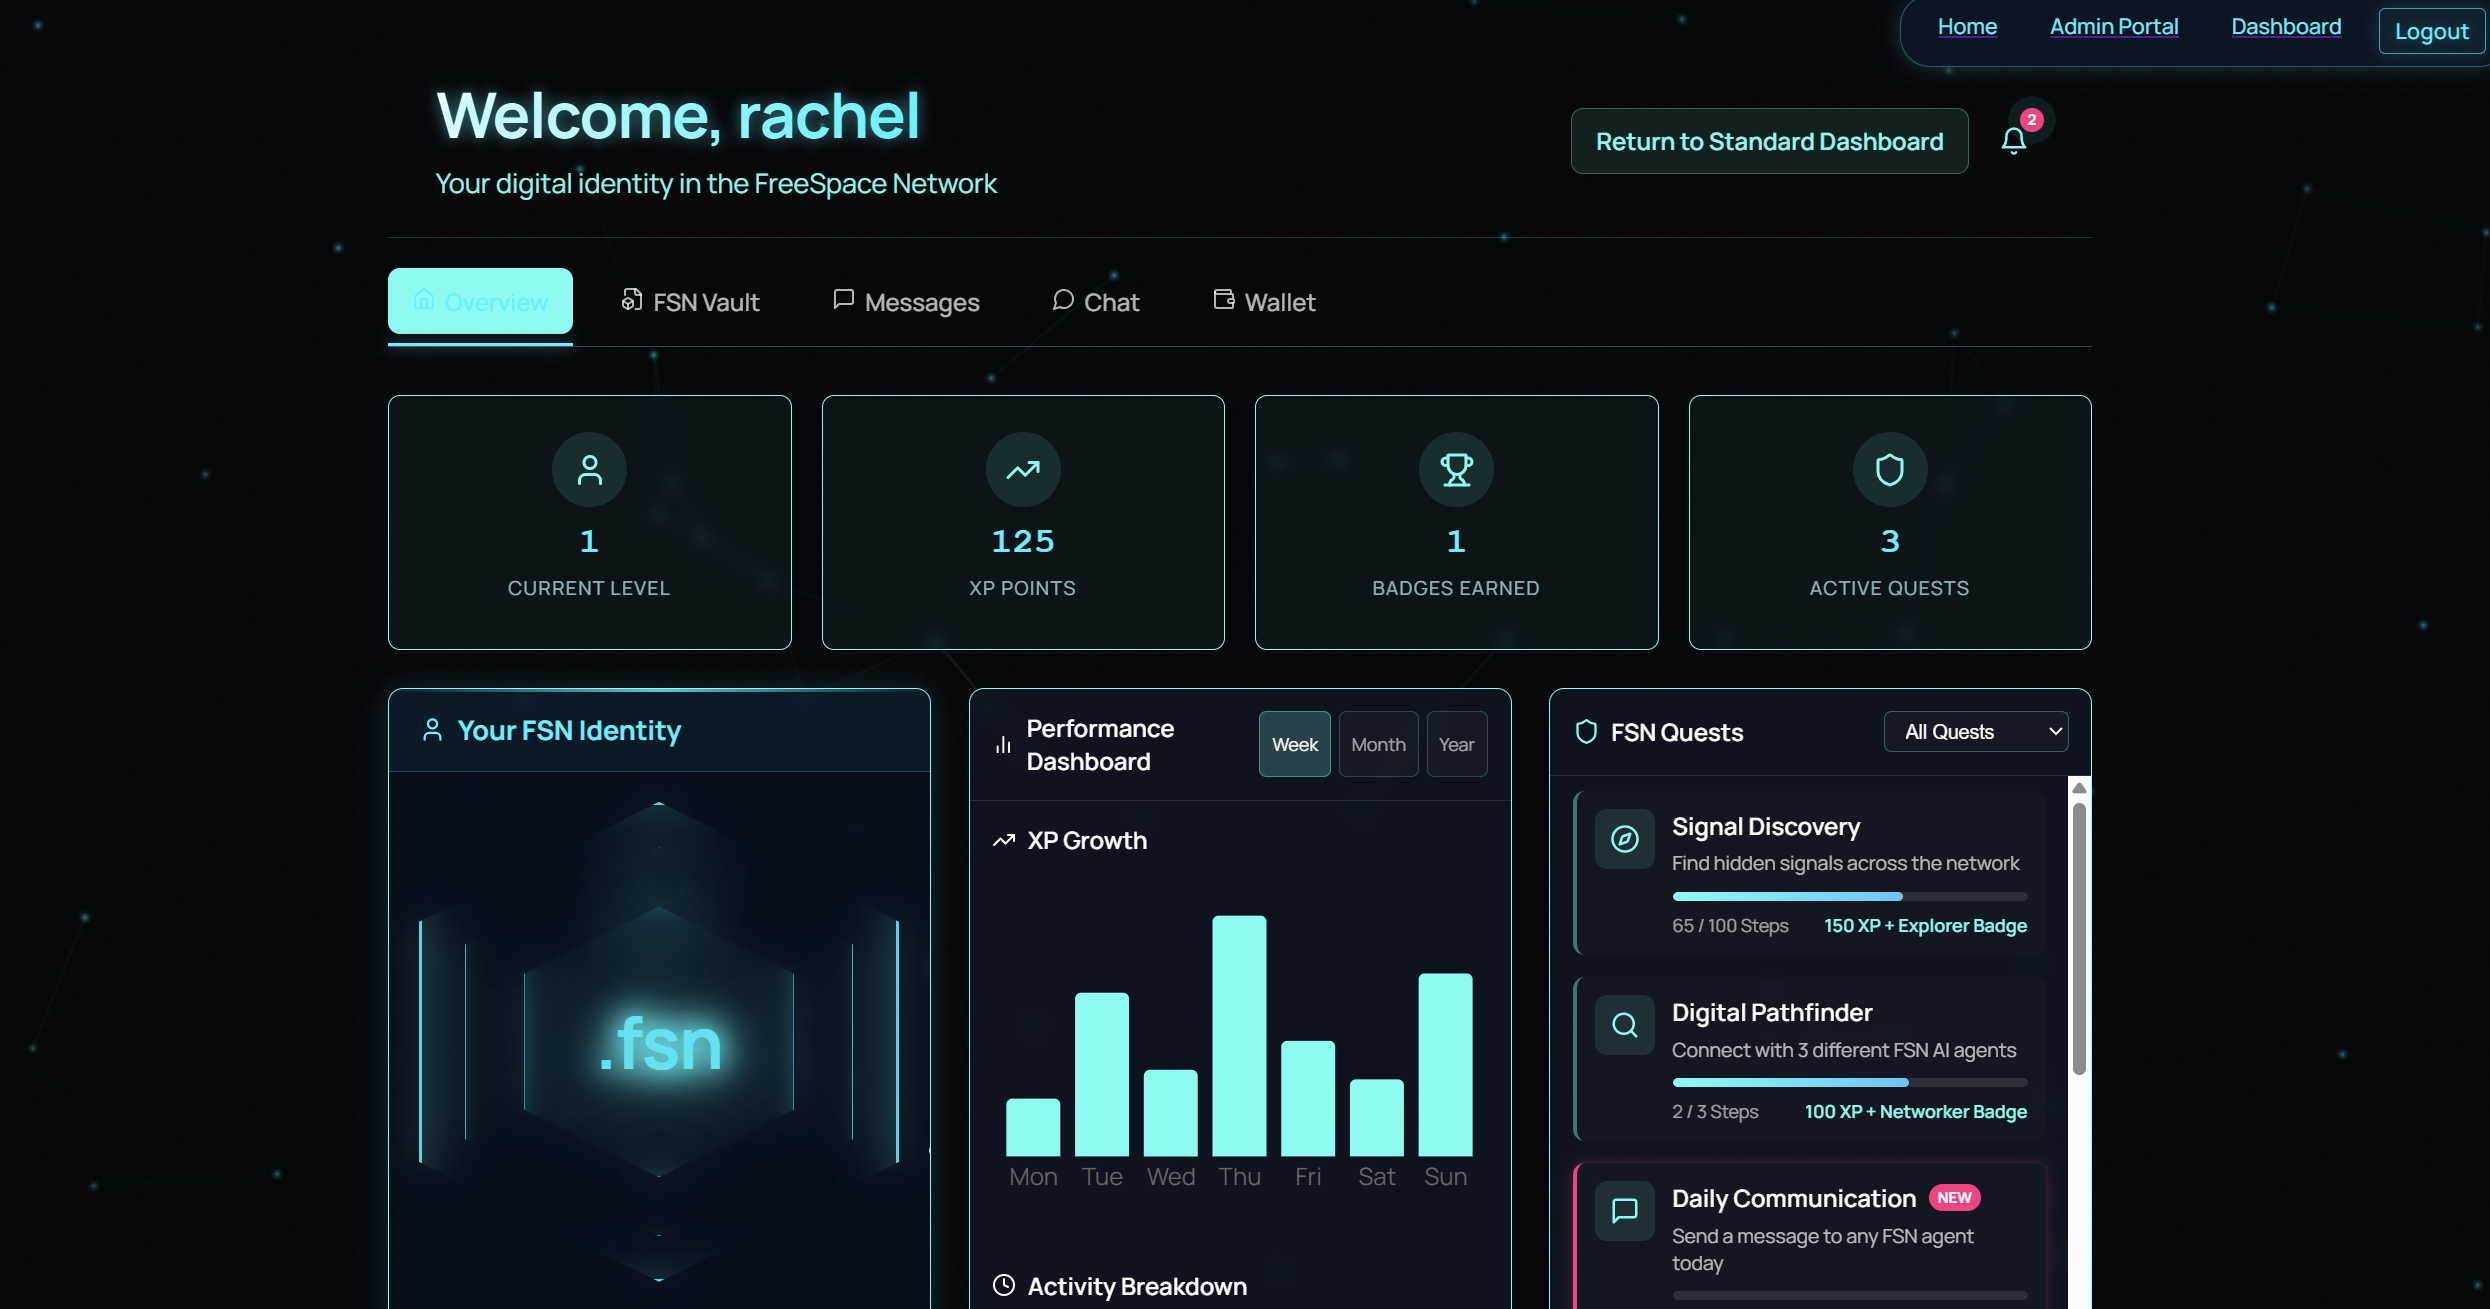 Home Admin Portal Dashboard Logout
Welcome, rachel
Your digital identity in the FreeSpace Network
Return to Standard Dashboard
2
Overview FSN Vault Messages Chat Wallet
1
CURRENT LEVEL
125
XP POINTS
1
BADGES EARNED
3
ACTIVE QUESTS
Your FSN Identity
.fsn
Performance
Dashboard
Week Month Year
XP Growth
Mon Tue Wed Thu Fri Sat Sun
Activity Breakdown
FSN Quests
All Quests
Signal Discovery
Find hidden signals across the network
65 / 100 Steps 150 XP + Explorer Badge
Digital Pathfinder
Connect with 3 different FSN AI agents
2 / 3 Steps 100 XP + Networker Badge
Daily Communication NEW
Send a message to any FSN agent
today